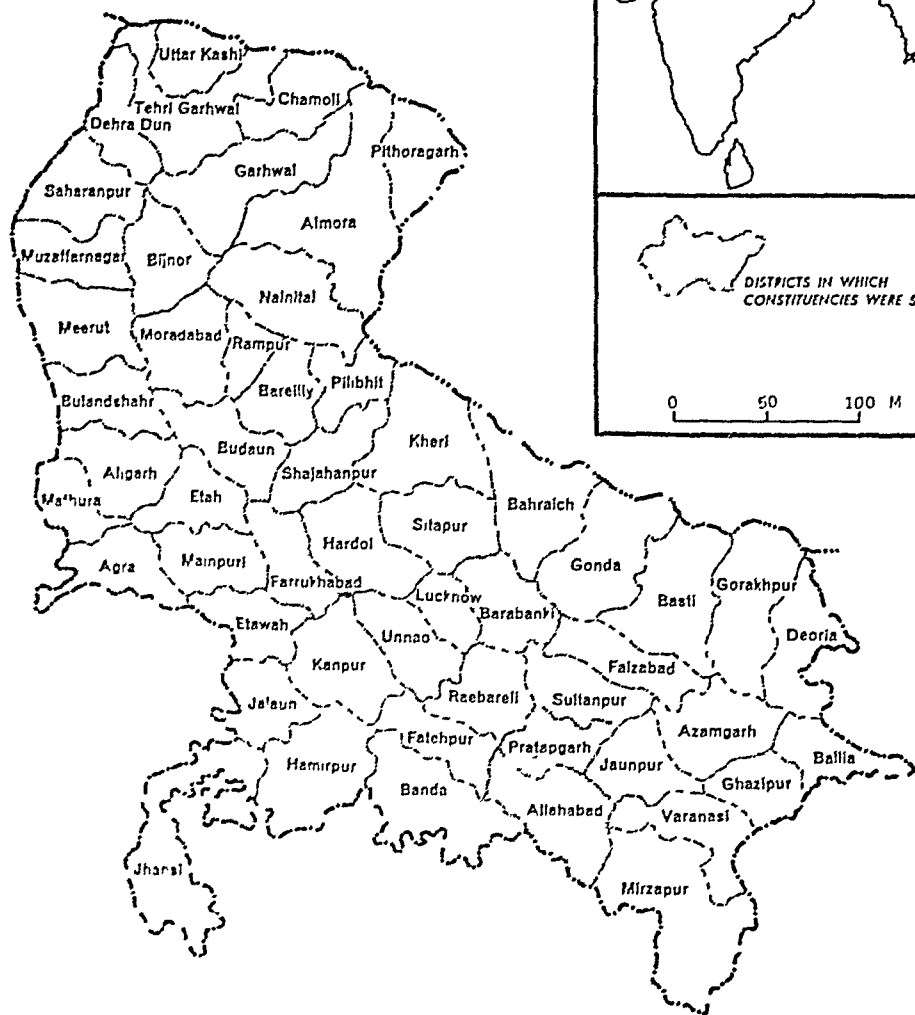 Uttar Kashi
Tehri Garhwal
Chamoli
Dehra Dun
Garhwal
Pithoragarh
Saharanpur
Almora
Muzaffarnagar
Bijnor
Nainital
Meerut
Moradabad
Rampur
Bareilly
Pilibhit
Bulandshahr
Budaun
Shajahanpur
Kheri
Aligarh
Mathura
Etah
Bahraich
Sitapur
Hardoi
Agra
Mainpuri
Farrukhabad
Gonda
Lucknow
Barabanki
Basti
Gorakhpur
Etawah
Unnao
Deoria
Kanpur
Faizabad
Jalaun
Raebareli
Sultanpur
Azamgarh
Fatehpur
Pratapgarh
Jaunpur
Ballia
Hamirpur
Banda
Allahabad
Ghazipur
Varanasi
Jhansi
Mirzapur
DISTRICTS IN WHICH
CONSTITUENCIES WERE
0 50 100 M